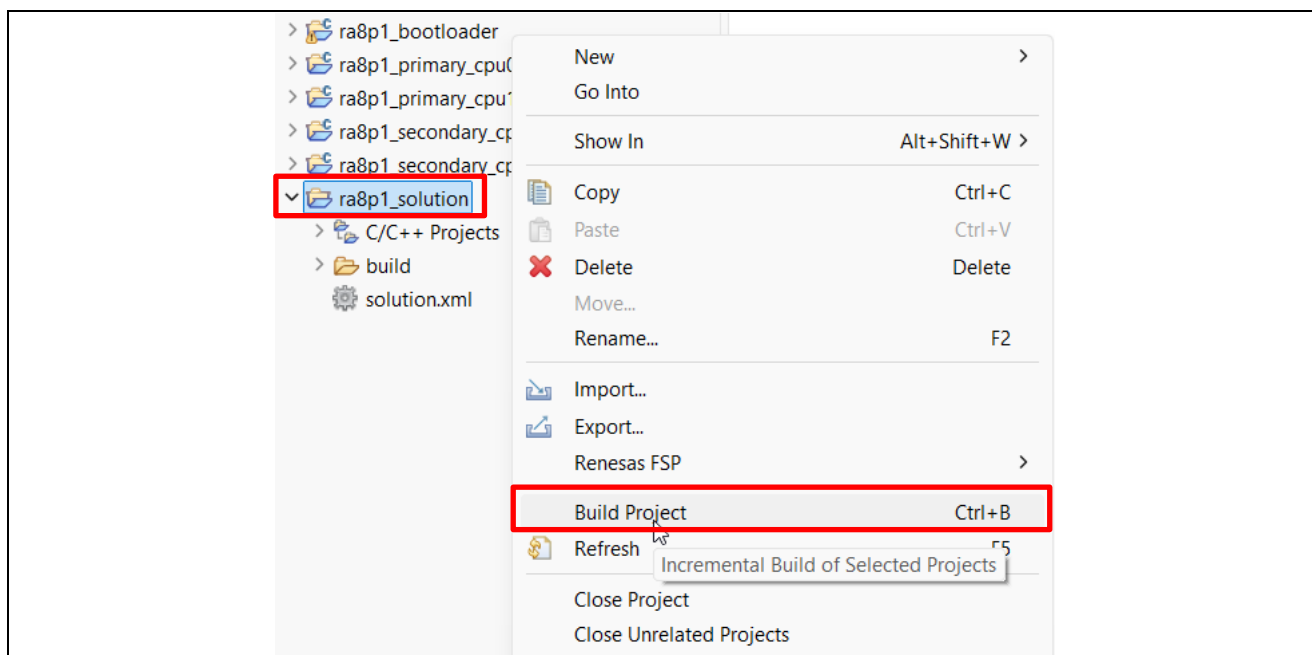 ra8p1_bootloader
ra8p1_primary_cpu0
ra8p1_primary_cpu1
ra8p1_secondary_cp
ra8p1_secondary_cp
ra8p1_solution
C/C++ Projects
build
solution.xml
New
Go Into
Show In Alt+Shift+W
Copy Ctrl+C
Paste Ctrl+V
Delete Delete
Move...
Rename... F2
Import...
Export...
Renesas FSP
Build Project Ctrl+B
Refresh F5
Incremental Build of Selected Projects
Close Project
Close Unrelated Projects